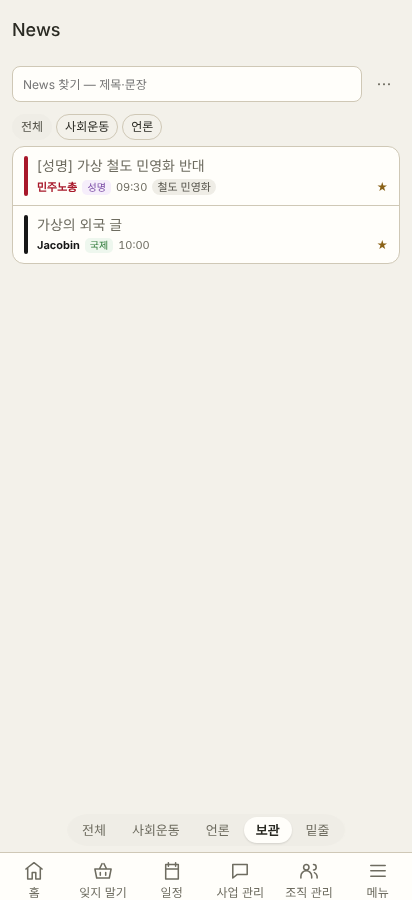 News
News 찾기 — 제목·문장
전체 사회운동 언론
[성명] 가상 철도 민영화 반대
민주노총 성명 09:30 철도 민영화 ★
가상의 외국 글
Jacobin 국제 10:00 ★
전체 사회운동 언론 보관 밑줄
홈 잊지 말기 일정 사업 관리 조직 관리 메뉴